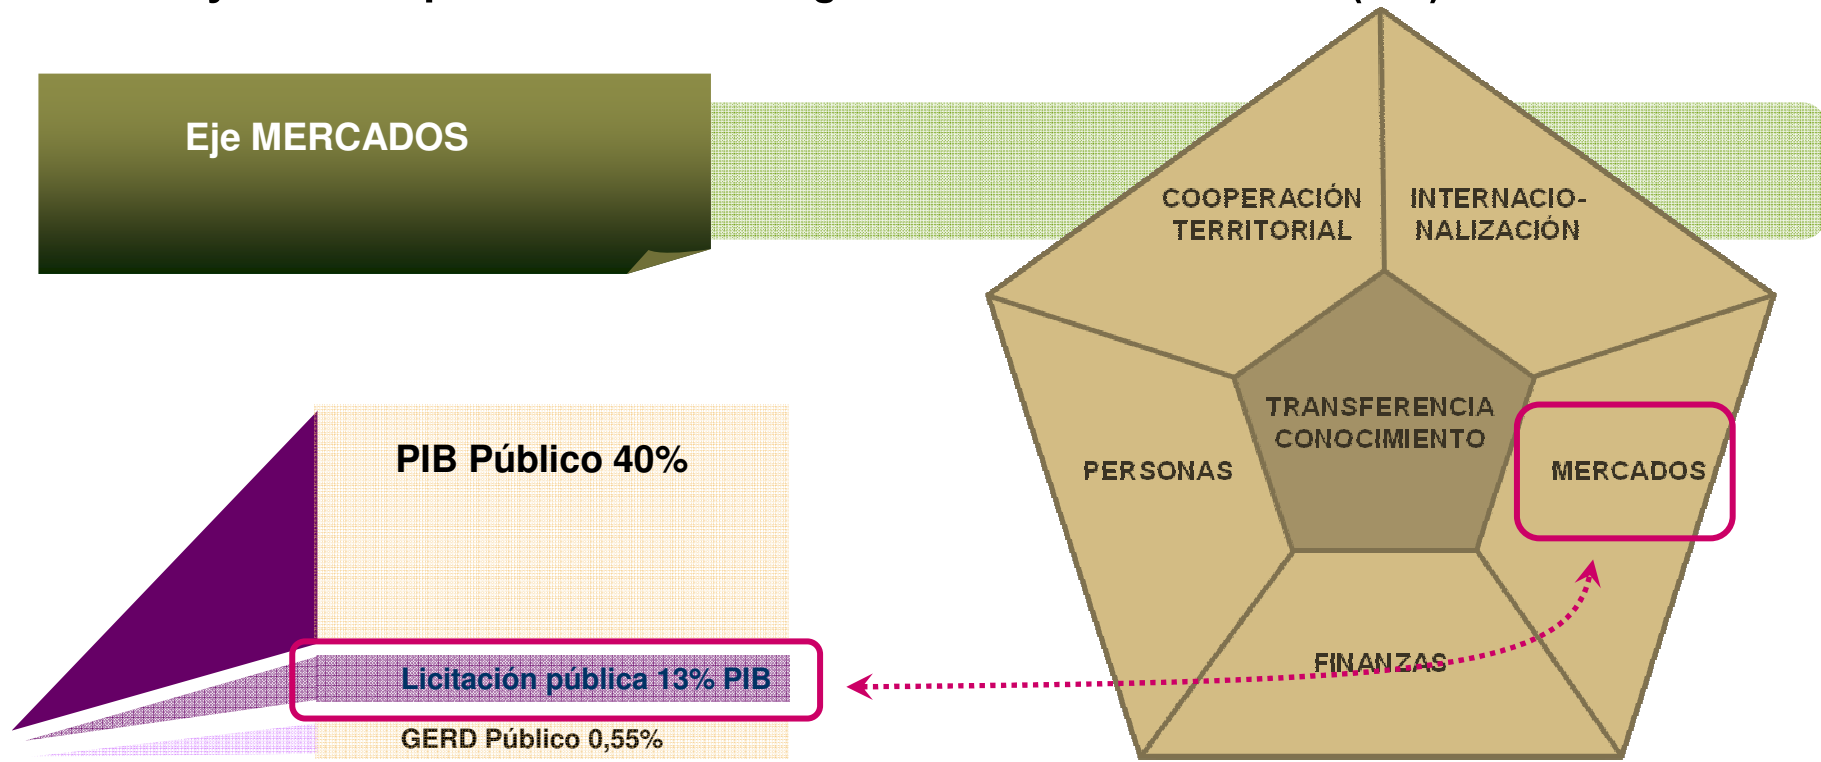 Eje MERCADOS
COOPERACIÓN
TERRITORIAL
INTERNACIO-
NALIZACIÓN
TRANSFERENCIA
CONOCIMIENTO
PERSONAS
MERCADOS
FINANZAS
PIB Público 40%
Licitación pública 13% PIB
GERD Público 0,55%